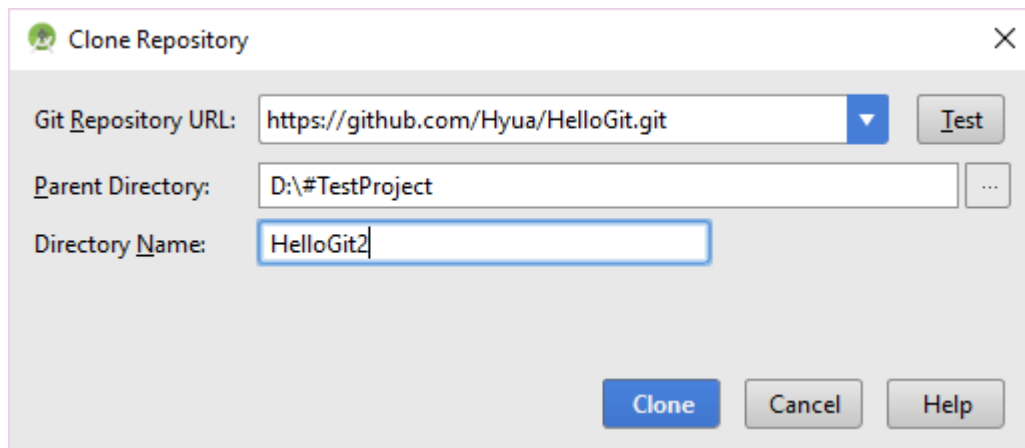 Clone Repository
Git Repository URL: https://github.com/Hyua/HelloGit.git Test
Parent Directory: D:\#TestProject ...
Directory Name: HelloGit2
Clone Cancel Help